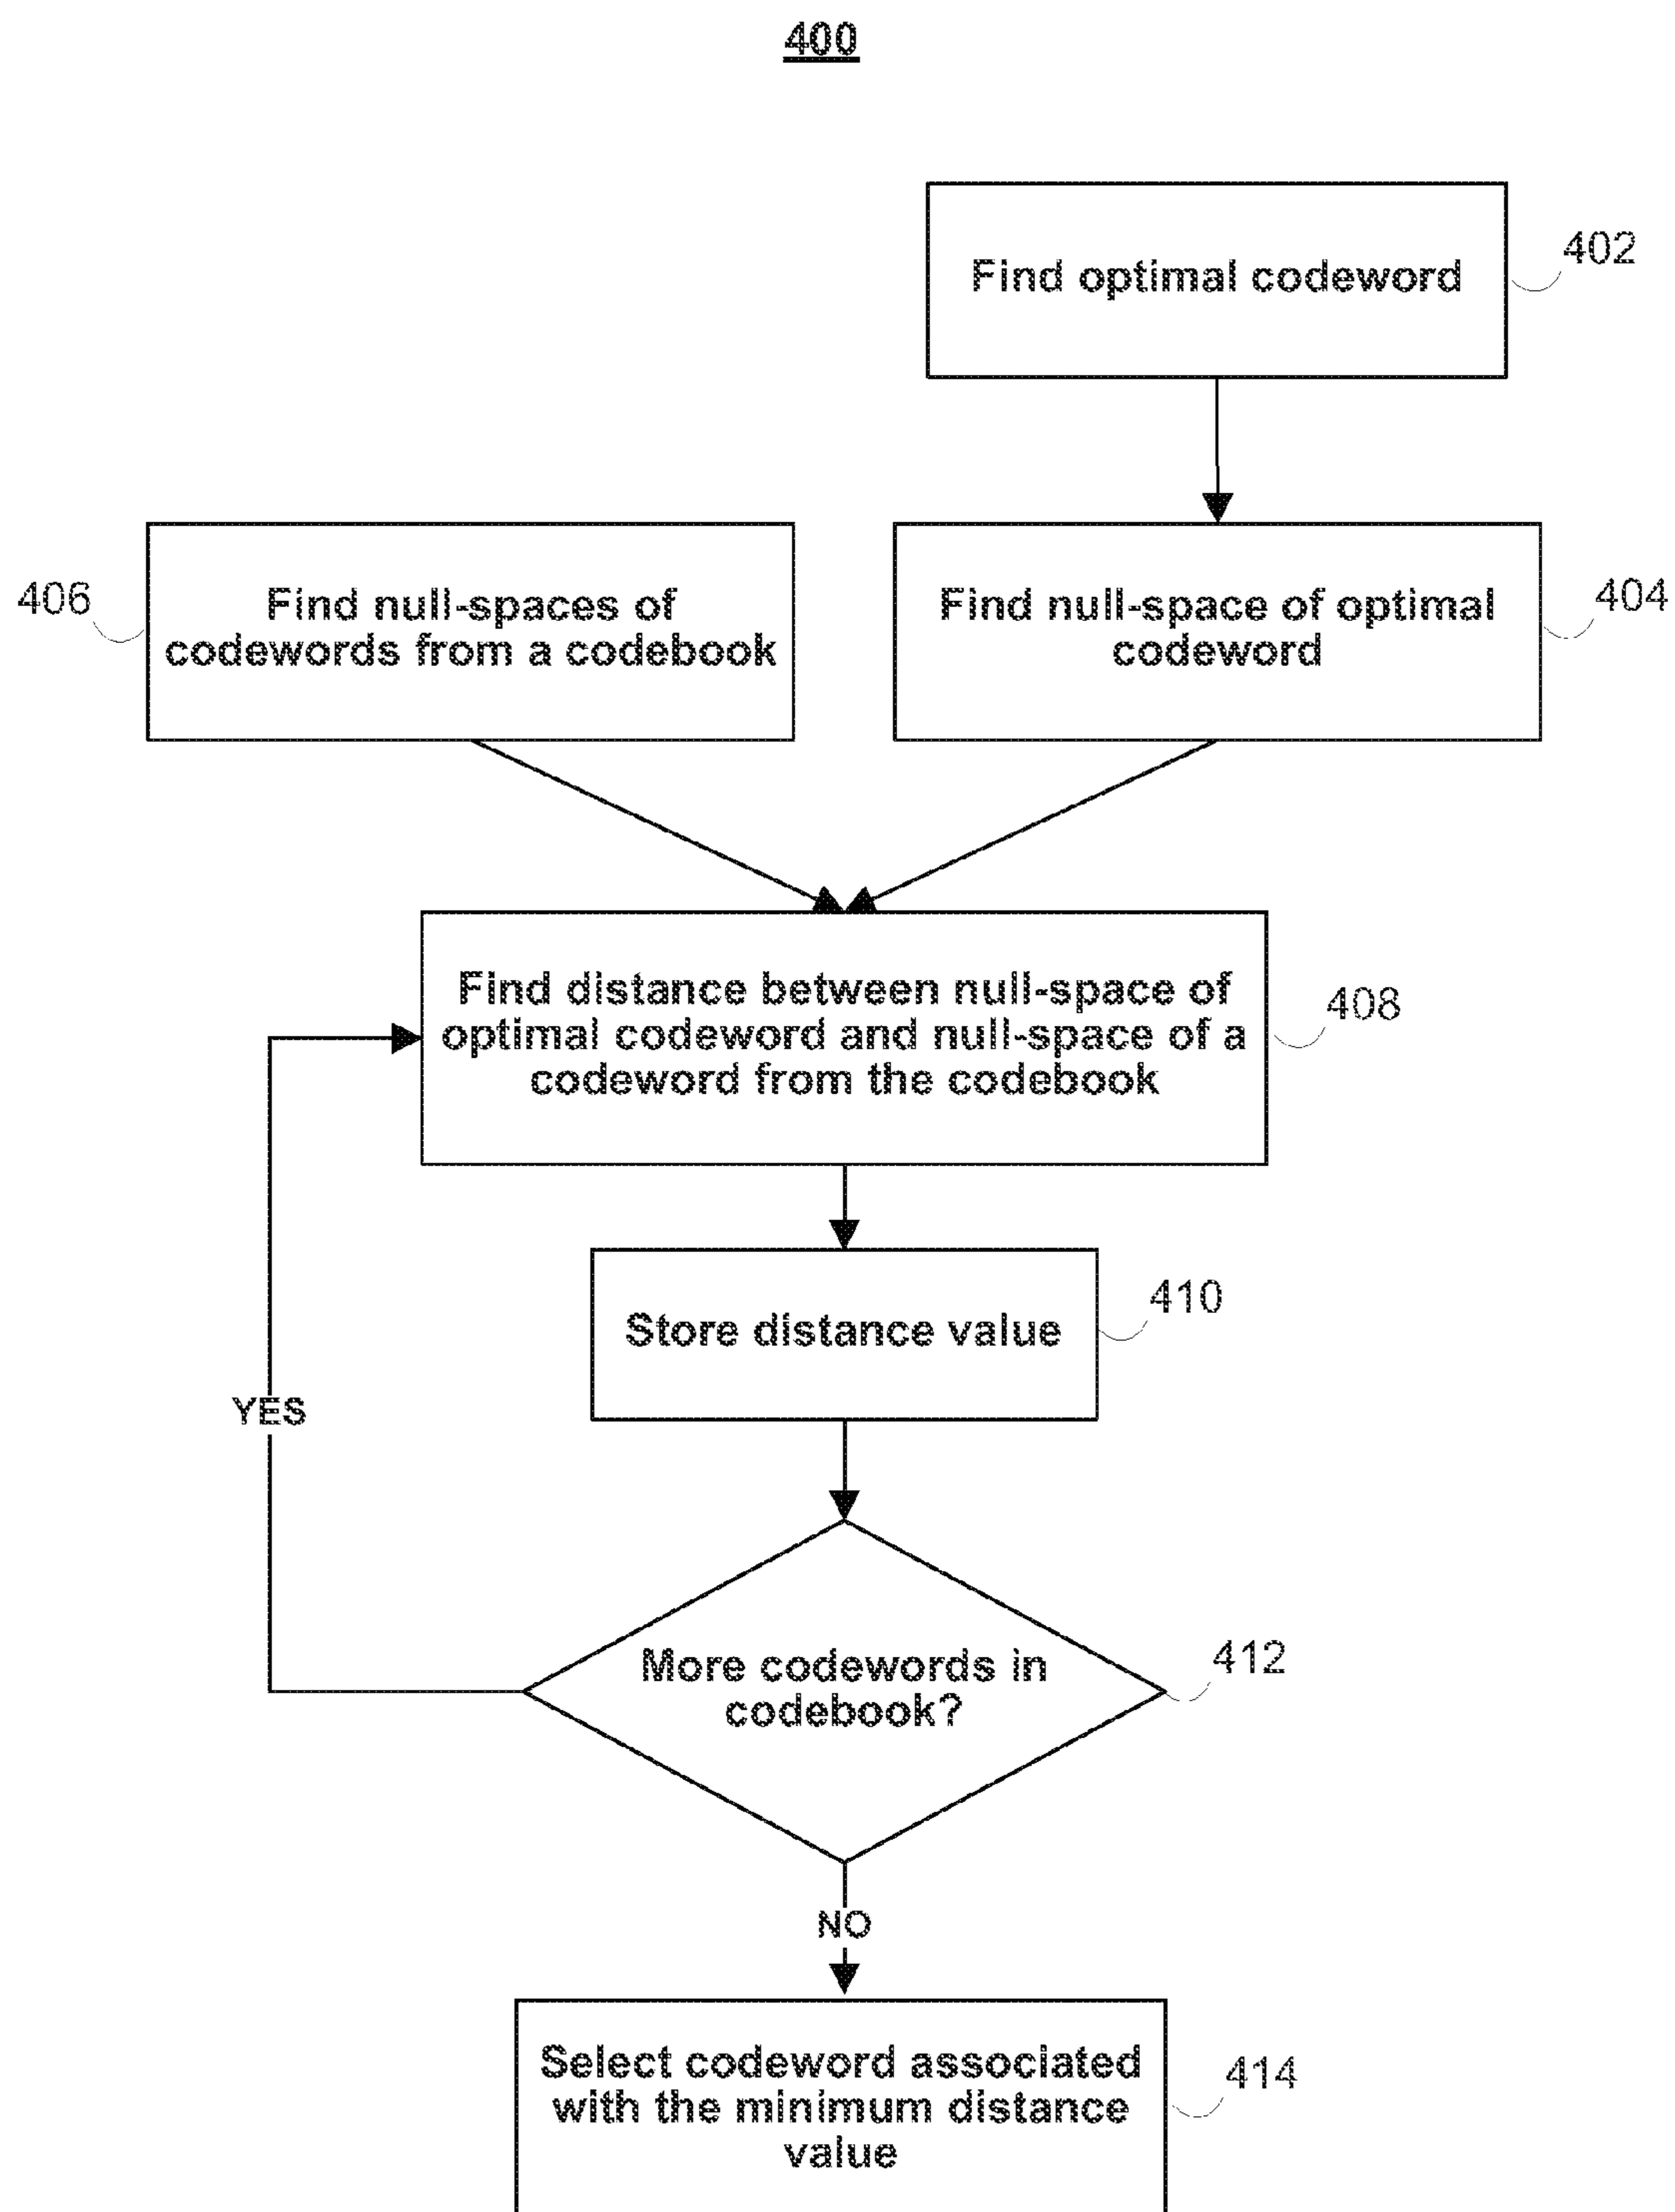 400
Find optimal codeword
402
Find null-spaces of
codewords from a codebook
406
Find null-space of optimal
codeword
404
Find distance between null-space of
optimal codeword and null-space of a
codeword from the codebook
408
Store distance value
410
YES
More codewords in
codebook?
412
NO
Select codeword associated
with the minimum distance
value
414